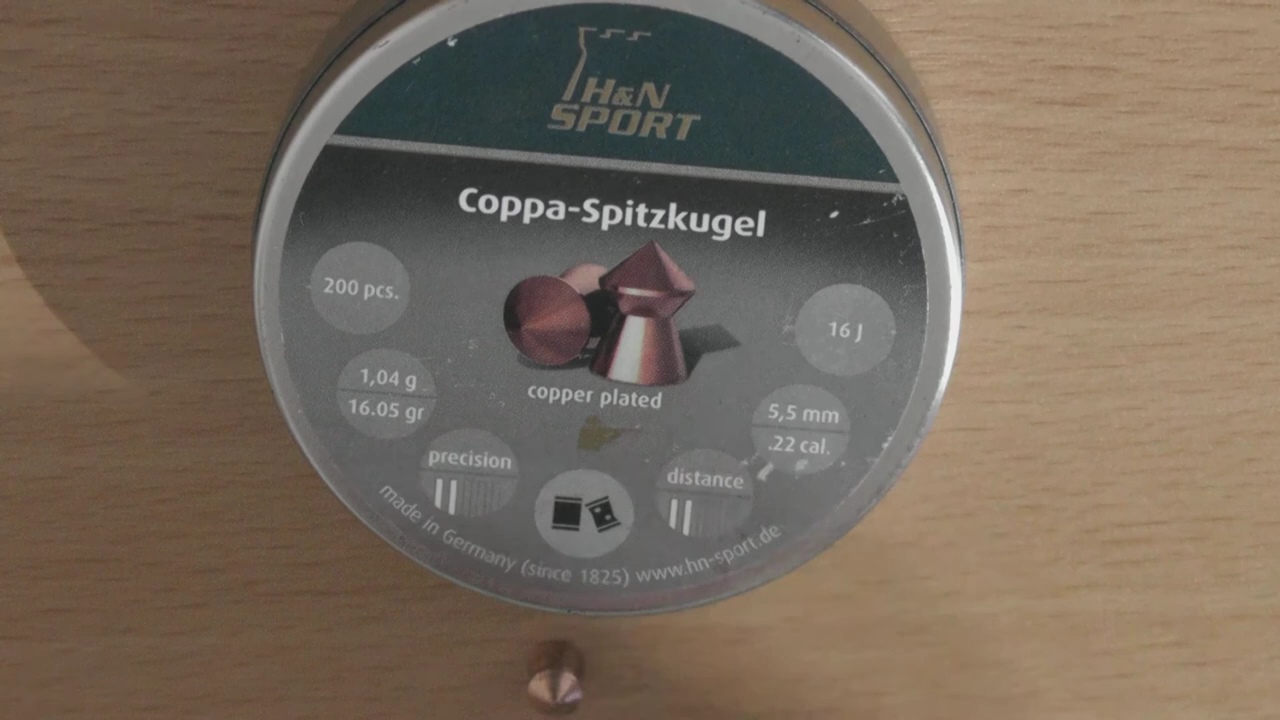 H&N
SPORT
Coppa-Spitzkugel
200 pcs.
16 J
1,04 g
16.05 gr
copper plated
5,5 mm
.22 cal.
precision
distance
made in Germany (since 1825) www.hn-sport.de